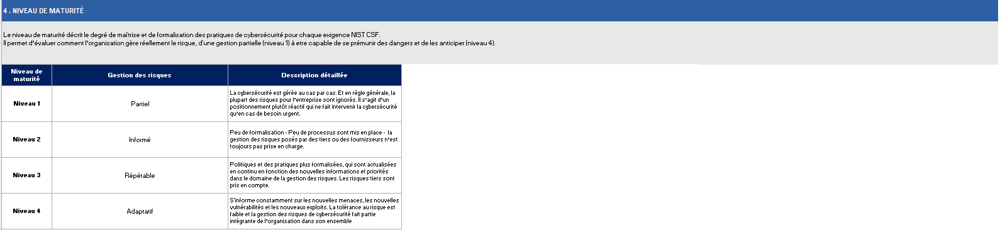 4 . NIVEAU DE MATURITÉ
Le niveau de maturité décrit le degré de maîtrise et de formalisation des pratiques de cybersécurité pour chaque exigence NIST CSF.
Il permet d'évaluer comment l'organisation gère réellement le risque, d'une gestion partielle (niveau 1) à etre capable de se prémunir des dangers et de les anticiper (niveau 4).
Niveau de
maturité
Gestion des risques
Description détaillée
Niveau 1
Partiel
La cybersécurité est gérée au cas par cas. Et en règle générale, la
plupart des risques pour l'entreprise sont ignorés. Il s'agit d'un
positionnement plutôt réactif qui ne fait intervenir la cybersécurité
qu'en cas de besoin urgent.
Niveau 2
Informé
Peu de formalisation - Peu de processus sont mis en place - la
gestion des risques posés par des tiers ou des fournisseurs n'est
toujours pas prise en charge.
Niveau 3
Répétable
Politiques et des pratiques plus formalisées, qui sont actualisées
en continu en fonction des nouvelles informations et priorités
dans le domaine de la gestion des risques. Les risques tiers sont
pris en compte.
Niveau 4
Adaptatif
S'informe constamment sur les nouvelles menaces, les nouvelles
vulnérabilités et les nouveaux exploits. La tolérance au risque est
faible et la gestion des risques de cybersécurité fait partie
intégrante de l'organisation dans son ensemble